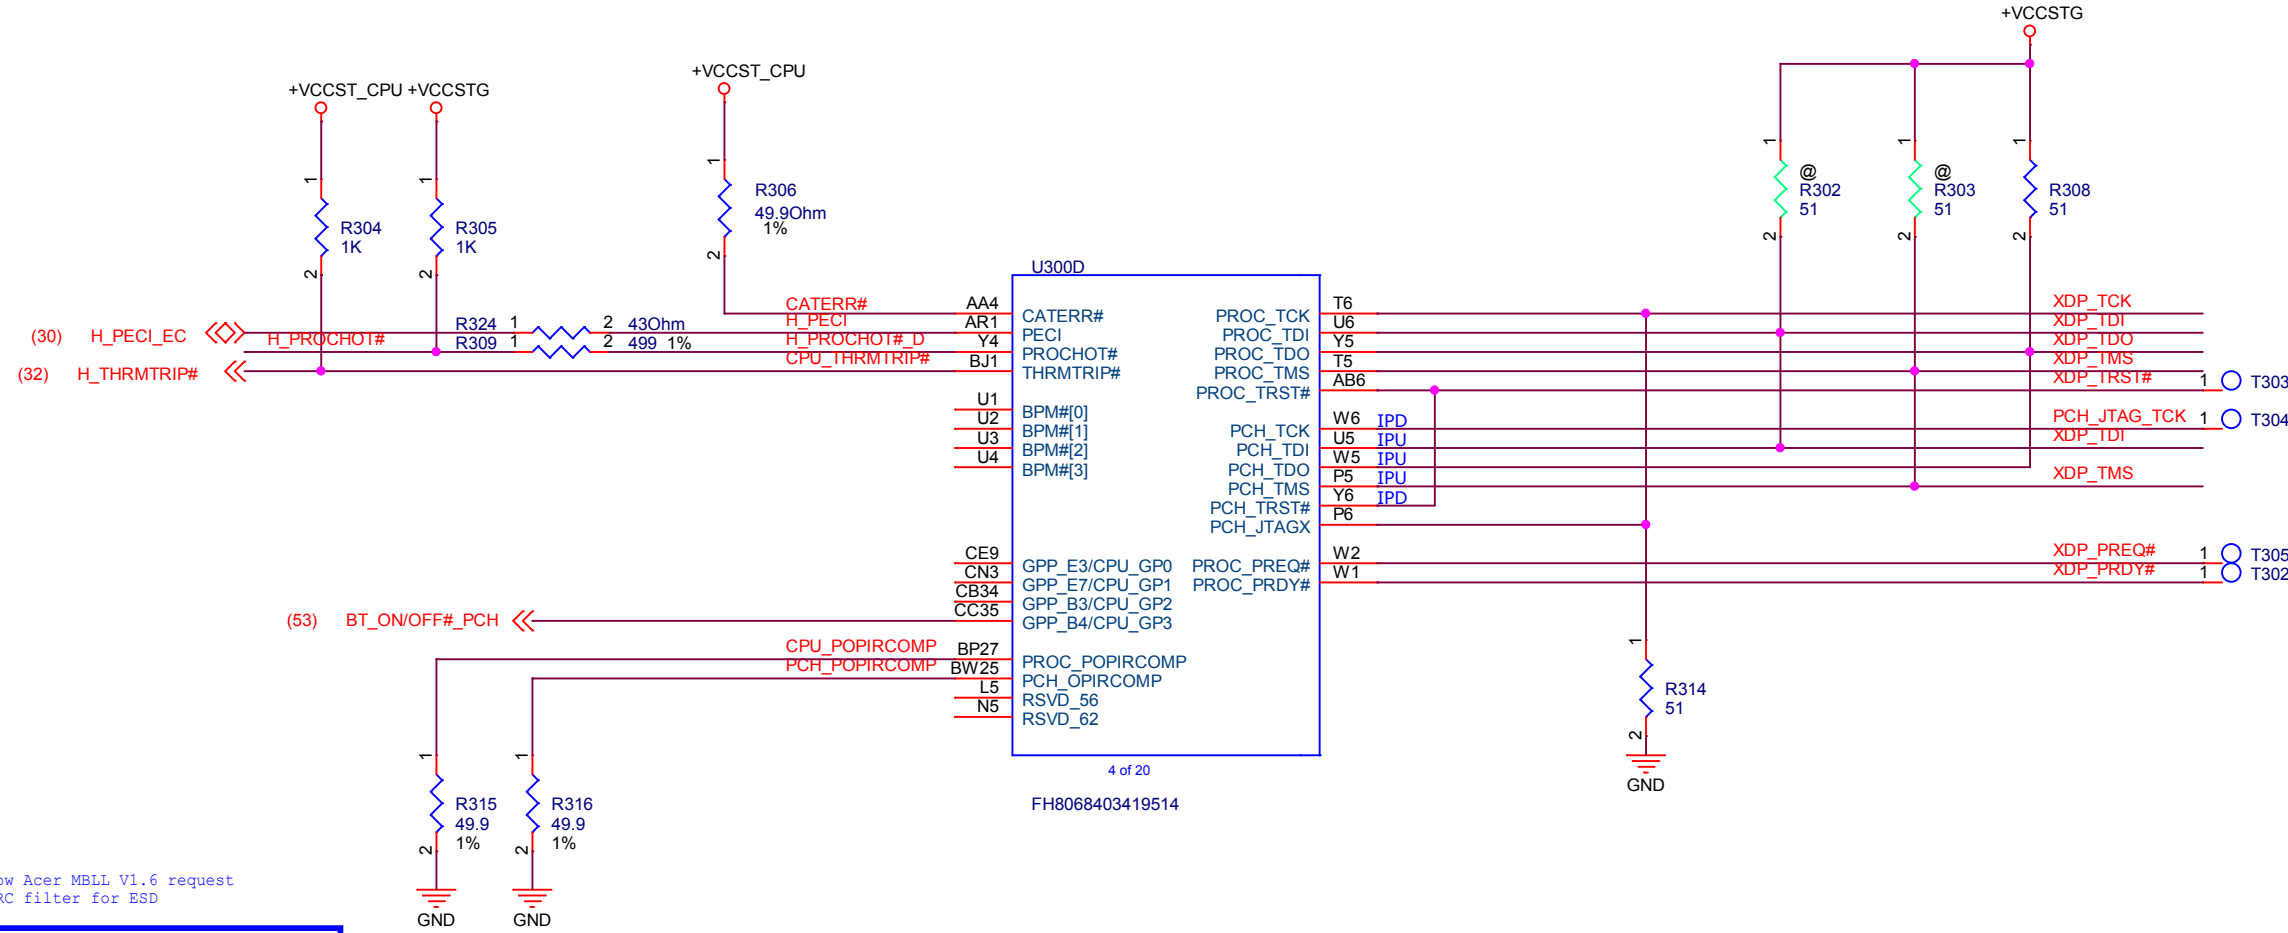 +VCCSTG
+VCCST_CPU
+VCCST_CPU +VCCSTG
1
R304
1K
2
1
R305
1K
2
1
R306
49.9Ohm
1%
2
1
@
R302
51
2
1
@
R303
51
2
1
R308
51
2
U300D
(30) H_PECI_EC
R324 1 2 43Ohm
H_PROCHOT#
R309 1 2 499 1%
(32) H_THRMTRIP#
CATERR# AA4 CATERR#
H_PECI AR1 PECI
H_PROCHOT#_D Y4 PROCHOT#
CPU_THRMTRIP# BJ1 THRMTRIP#
U1 BPM#[0]
U2 BPM#[1]
U3 BPM#[2]
U4 BPM#[3]
CE9 GPP_E3/CPU_GP0
CN3 GPP_E7/CPU_GP1
CB34 GPP_B3/CPU_GP2
(53) BT_ON/OFF#_PCH CC35 GPP_B4/CPU_GP3
CPU_POPIRCOMP BP27 PROC_POPIRCOMP
PCH_POPIRCOMP BW25 PCH_OPIRCOMP
L5 RSVD_56
N5 RSVD_62
PROC_TCK T6 XDP_TCK
PROC_TDI U6 XDP_TDI
PROC_TDO Y5 XDP_TDO
PROC_TMS T5 XDP_TMS
PROC_TRST# AB6 XDP_TRST# 1 T303
PCH_TCK W6 IPD PCH_JTAG_TCK 1 T304
PCH_TDI U5 IPU XDP_TDI
PCH_TDO W5 IPU
PCH_TMS P5 IPU XDP_TMS
PCH_TRST# Y6 IPD
PCH_JTAGX P6
PROC_PREQ# W2 XDP_PREQ# 1 T305
PROC_PRDY# W1 XDP_PRDY# 1 T302
1
R314
51
2
GND
4 of 20
FH8068403419514
1
R315
49.9
1%
2
GND
1
R316
49.9
1%
2
GND
ow Acer MBLL V1.6 request
RC filter for ESD